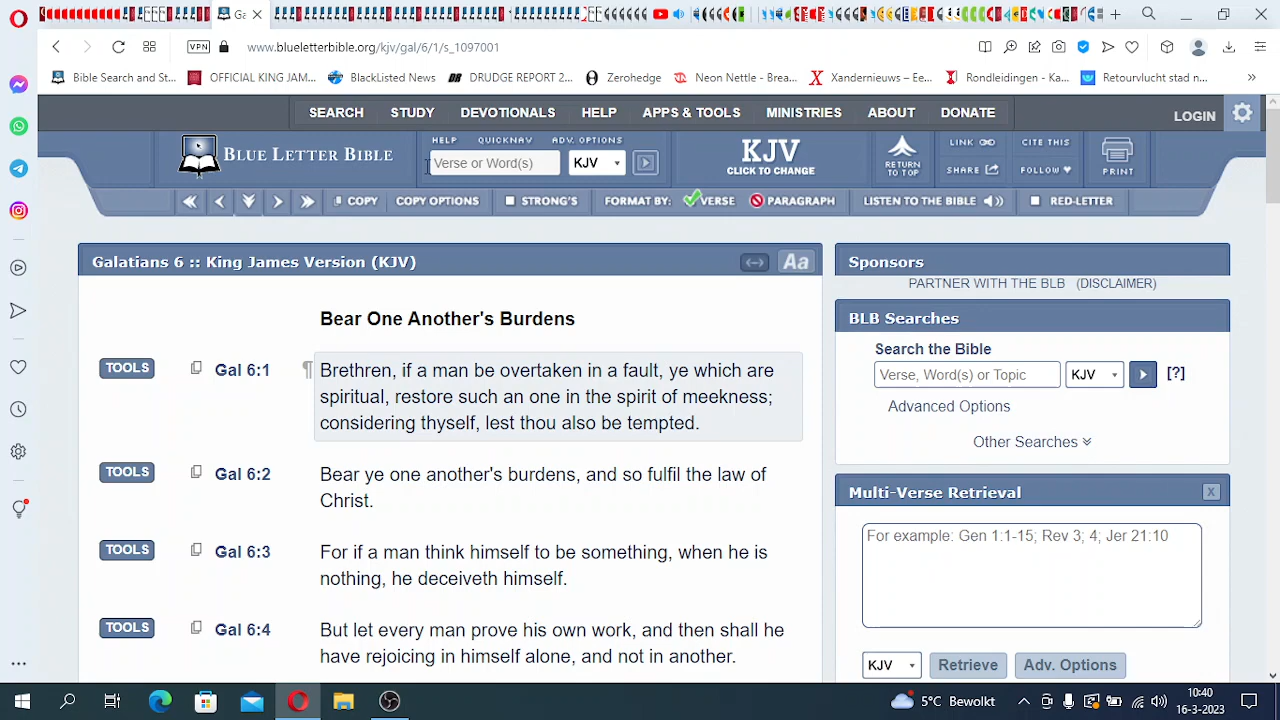 Ga
VPN
www.blueletterbible.org/kjv/gal/6/1/s_1097001
Bible Search and St...
OFFICIAL KING JAM...
BlackListed News
DR
DRUDGE REPORT 2...
Zerohedge
Neon Nettle - Brea...
X
Xandernieuws – Ee...
Rondleidingen - Ka...
Retourvlucht stad n...
»
SEARCH
STUDY
DEVOTIONALS
HELP
APPS & TOOLS
MINISTRIES
ABOUT
DONATE
LOGIN
BLUE LETTER BIBLE
HELP
QUICKNAV
ADV. OPTIONS
Verse or Word(s)
KJV
KJV
CLICK TO CHANGE
RETURN
TO TOP
LINK
SHARE
CITE THIS
FOLLOW
PRINT
COPY
COPY OPTIONS
STRONG'S
FORMAT BY:
VERSE
PARAGRAPH
LISTEN TO THE BIBLE
RED-LETTER
Galatians 6 :: King James Version (KJV)
Aa
Bear One Another's Burdens
TOOLS
Gal 6:1
¶
Brethren, if a man be overtaken in a fault, ye which are
spiritual, restore such an one in the spirit of meekness;
considering thyself, lest thou also be tempted.
TOOLS
Gal 6:2
Bear ye one another's burdens, and so fulfil the law of
Christ.
TOOLS
Gal 6:3
For if a man think himself to be something, when he is
nothing, he deceiveth himself.
TOOLS
Gal 6:4
But let every man prove his own work, and then shall he
have rejoicing in himself alone, and not in another.
Sponsors
PARTNER WITH THE BLB (DISCLAIMER)
BLB Searches
Search the Bible
Verse, Word(s) or Topic
KJV
[?]
Advanced Options
Other Searches
Multi-Verse Retrieval
X
For example: Gen 1:1-15; Rev 3; 4; Jer 21:10
KJV
Retrieve
Adv. Options
5°C Bewolkt
10:40
16-3-2023